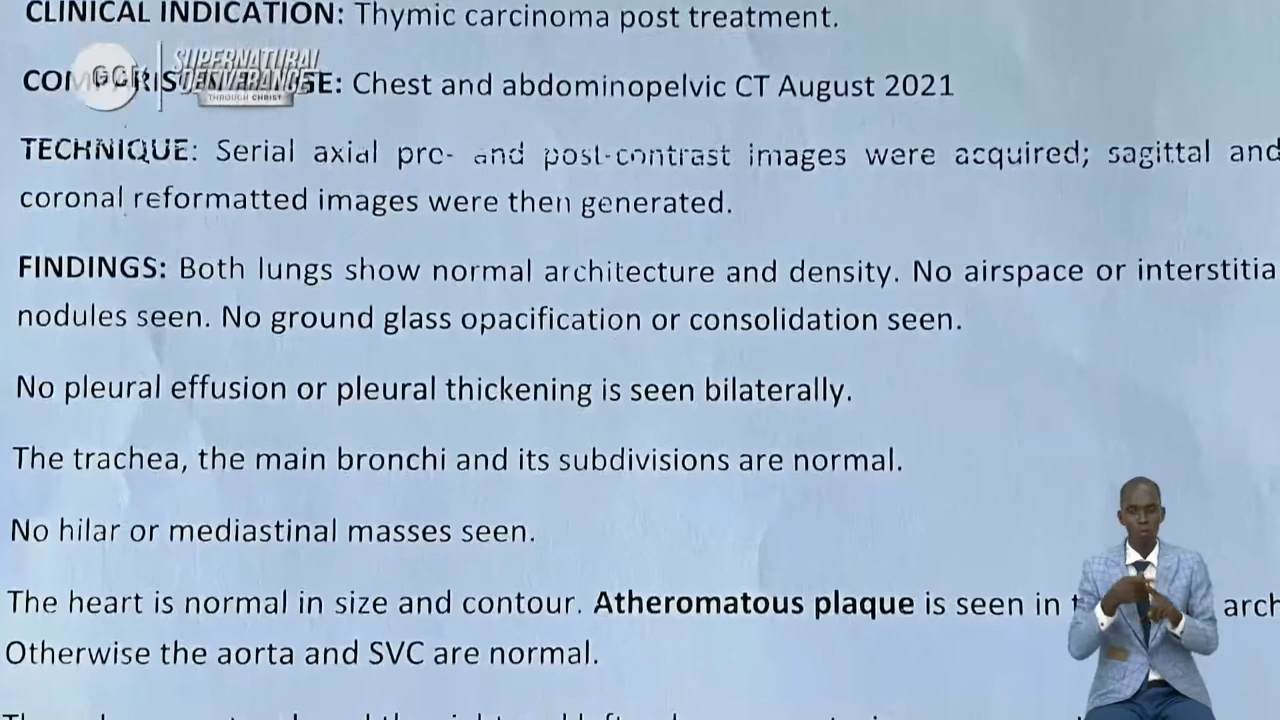 CLINICAL INDICATION: Thymic carcinoma post treatment.
SUPERNATURAL
DELIVERANCE
THROUGH CHRIST
Chest and abdominopelvic CT August 2021
TECHNIQUE: Serial axial pre- and post-contrast images were acquired; sagittal and
coronal reformatted images were then generated.
FINDINGS: Both lungs show normal architecture and density. No airspace or interstitia
nodules seen. No ground glass opacification or consolidation seen.
No pleural effusion or pleural thickening is seen bilaterally.
The trachea, the main bronchi and its subdivisions are normal.
No hilar or mediastinal masses seen.
The heart is normal in size and contour. Atheromatous plaque is seen in arch
Otherwise the aorta and SVC are normal.